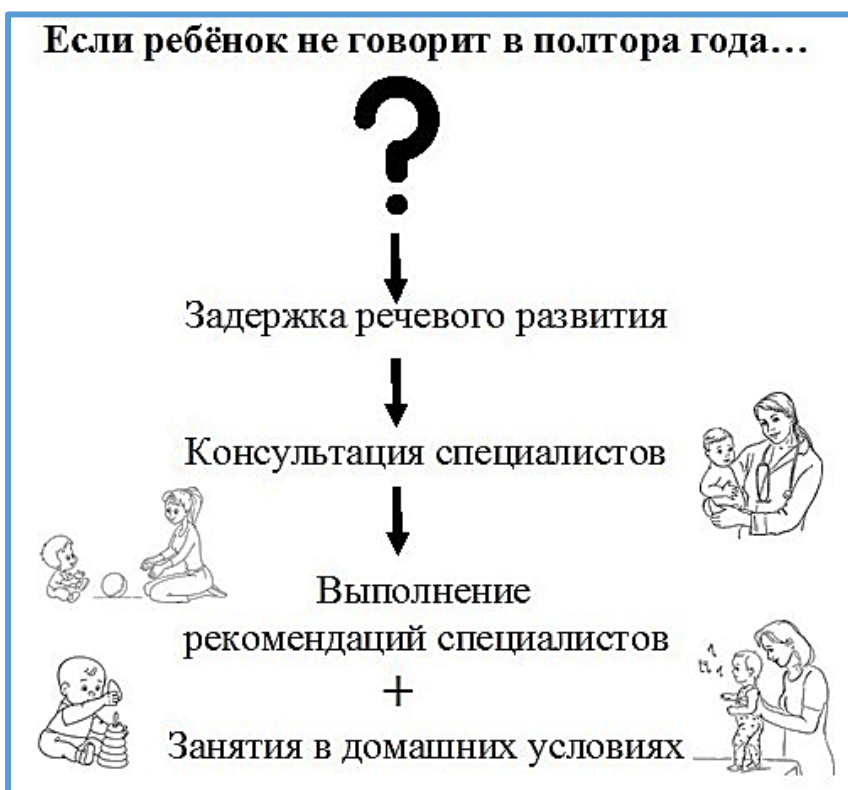 Если ребёнок не говорит в полтора года…
?
Задержка речевого развития
Консультация специалистов
Выполнение
рекомендаций специалистов
+
Занятия в домашних условиях